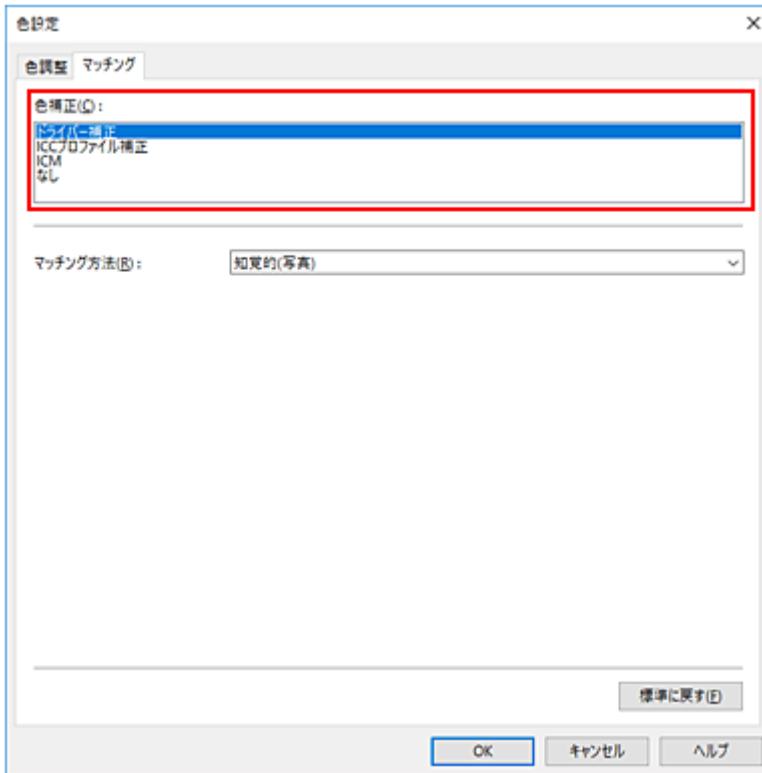 色設定
色調整 マッチング
色補正(C):
ドライバー補正
ICCプロファイル補正
ICM
なし
マッチング方法(R): 知覚的(写真)
標準に戻す(F)
OK キャンセル ヘルプ